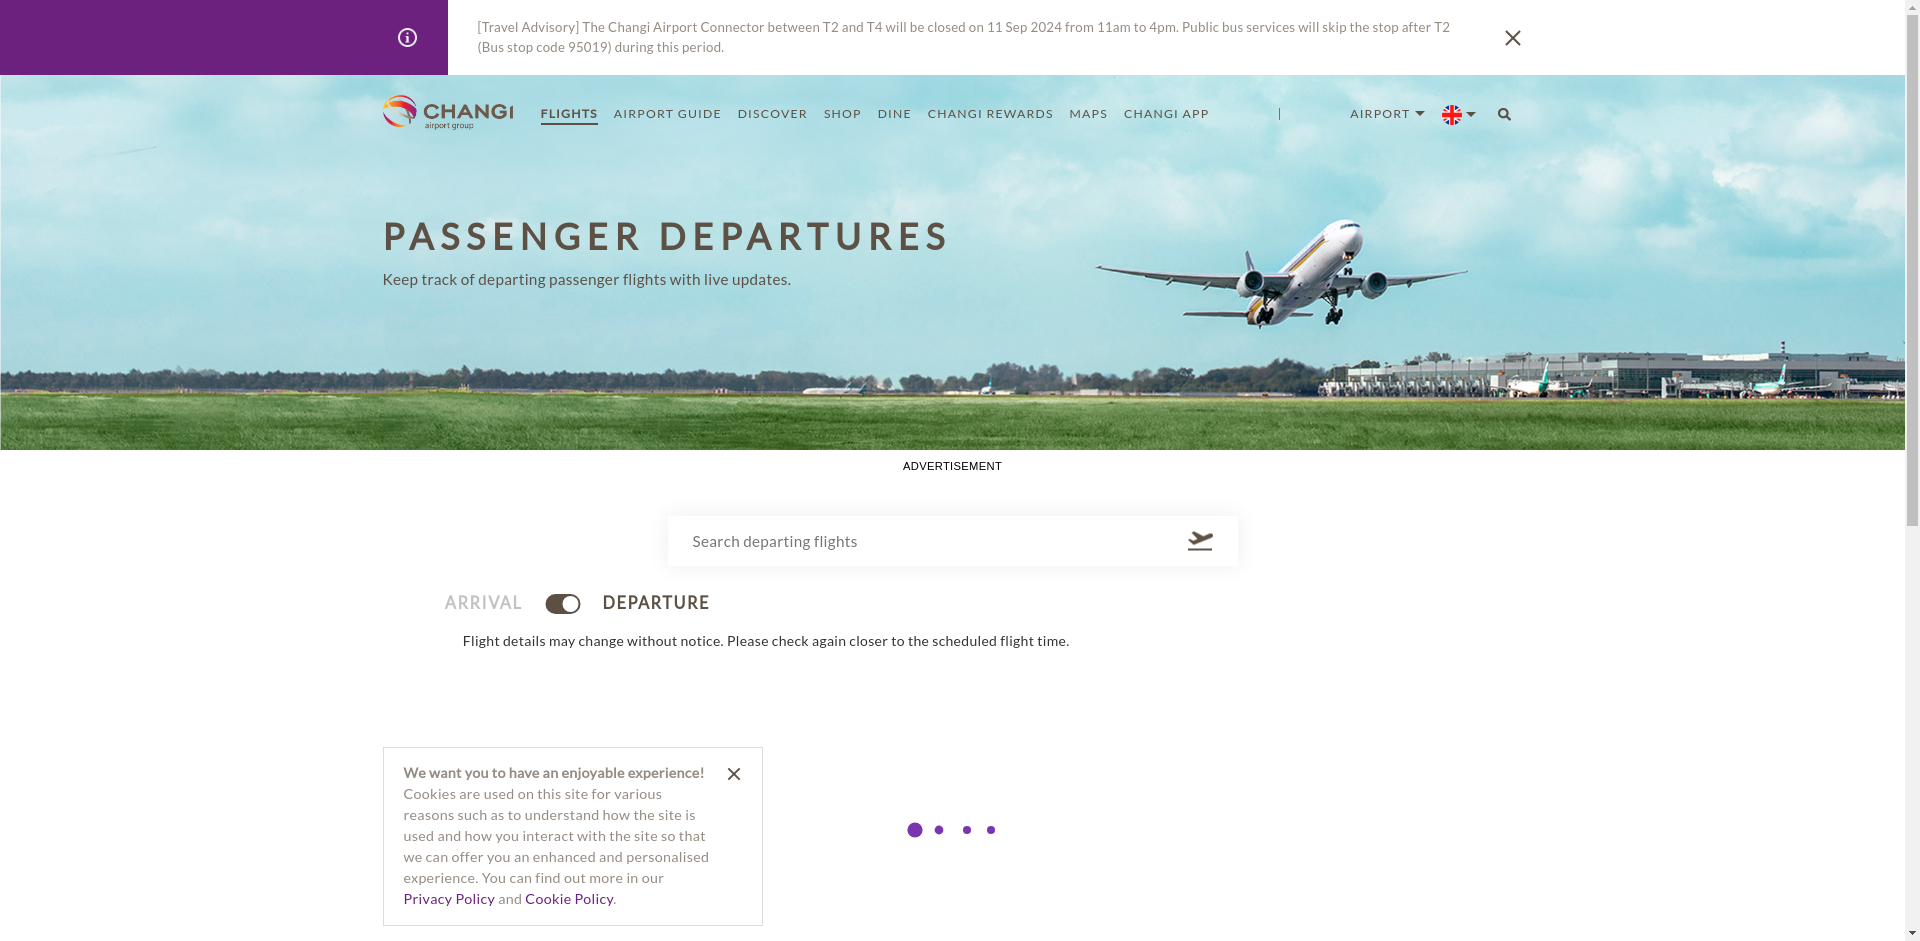 [Travel Advisory] The Changi Airport Connector between T2 and T4 will be closed on 11 Sep 2024 from 11am to 4pm. Public bus services will skip the stop after T2
(Bus stop code 95019) during this period.
CHANGI
airport group
FLIGHTS
AIRPORT GUIDE
DISCOVER
SHOP
DINE
CHANGI REWARDS
MAPS
CHANGI APP
AIRPORT
PASSENGER DEPARTURES
Keep track of departing passenger flights with live updates.
ADVERTISEMENT
Search departing flights
ARRIVAL
DEPARTURE
Flight details may change without notice. Please check again closer to the scheduled flight time.
We want you to have an enjoyable experience!
Cookies are used on this site for various
reasons such as to understand how the site is
used and how you interact with the site so that
we can offer you an enhanced and personalised
experience. You can find out more in our
Privacy Policy and Cookie Policy.